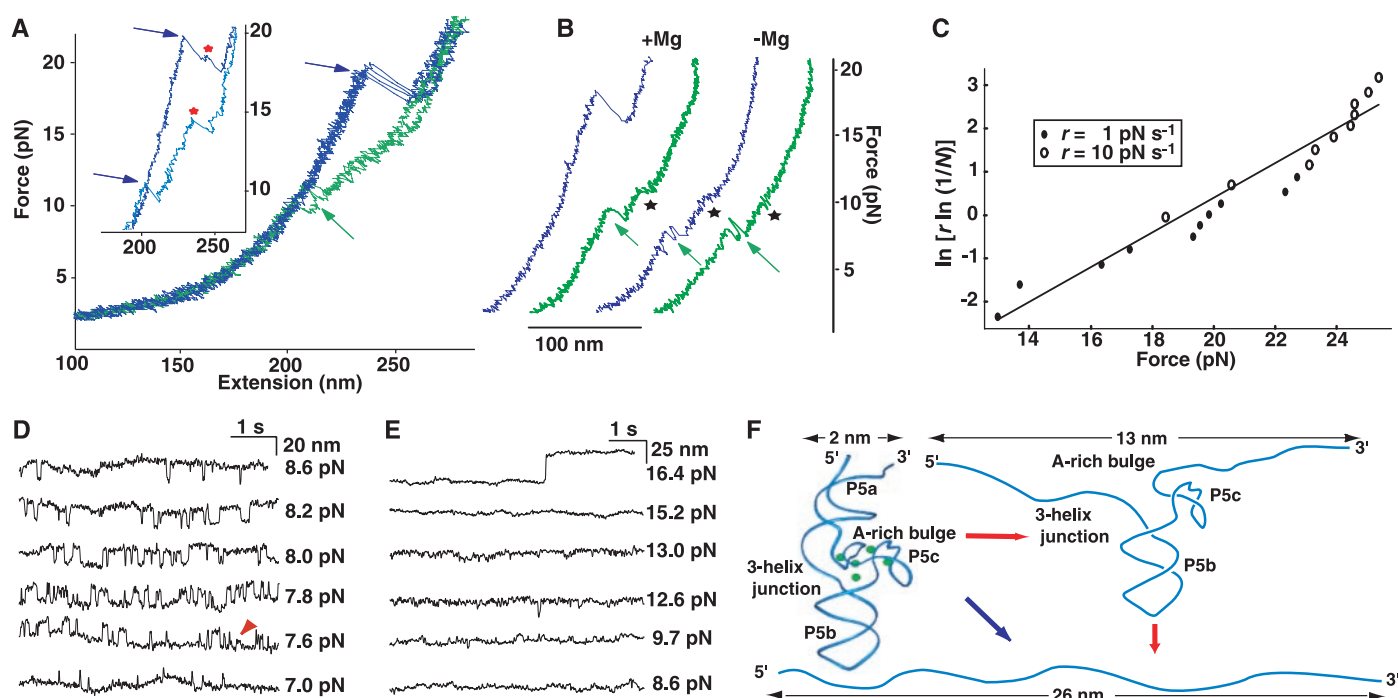 A
Force (pN)
20
15
10
5
100
150
200
250
Extension (nm)
20
15
10
200
250
B
+Mg
-Mg
20
15
10
5
Force (pN)
100 nm
C
ln [r ln (1/N)]
3
2
1
0
-1
-2
r = 1 pN s-1
r = 10 pN s-1
14
16
18
20
22
24
Force (pN)
D
1 s
20 nm
8.6 pN
8.2 pN
8.0 pN
7.8 pN
7.6 pN
7.0 pN
E
1 s
25 nm
16.4 pN
15.2 pN
13.0 pN
12.6 pN
9.7 pN
8.6 pN
F
2 nm
5'
3'
P5a
A-rich bulge
P5c
3-helix
junction
P5b
13 nm
5'
3'
A-rich bulge
P5c
3-helix
junction
P5b
5'
3'
26 nm